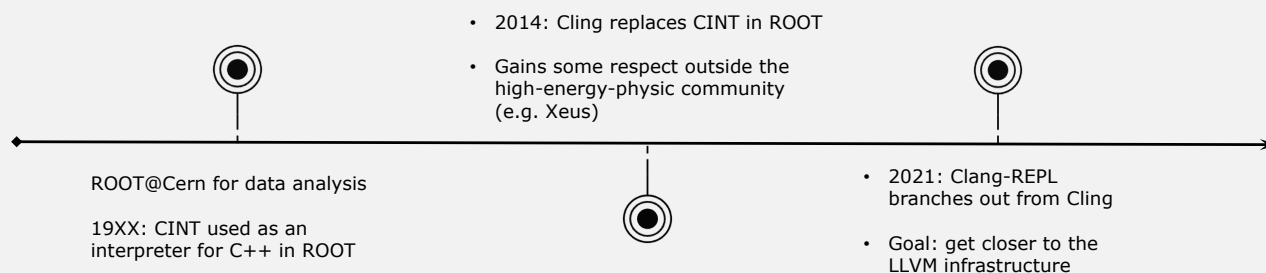 ROOT@Cern for data analysis
19XX: CINT used as an
interpreter for C++ in ROOT
• 2014: Cling replaces CINT in ROOT
• Gains some respect outside the
high-energy-physic community
(e.g. Xeus)
• 2021: Clang-REPL
branches out from Cling
• Goal: get closer to the
LLVM infrastructure